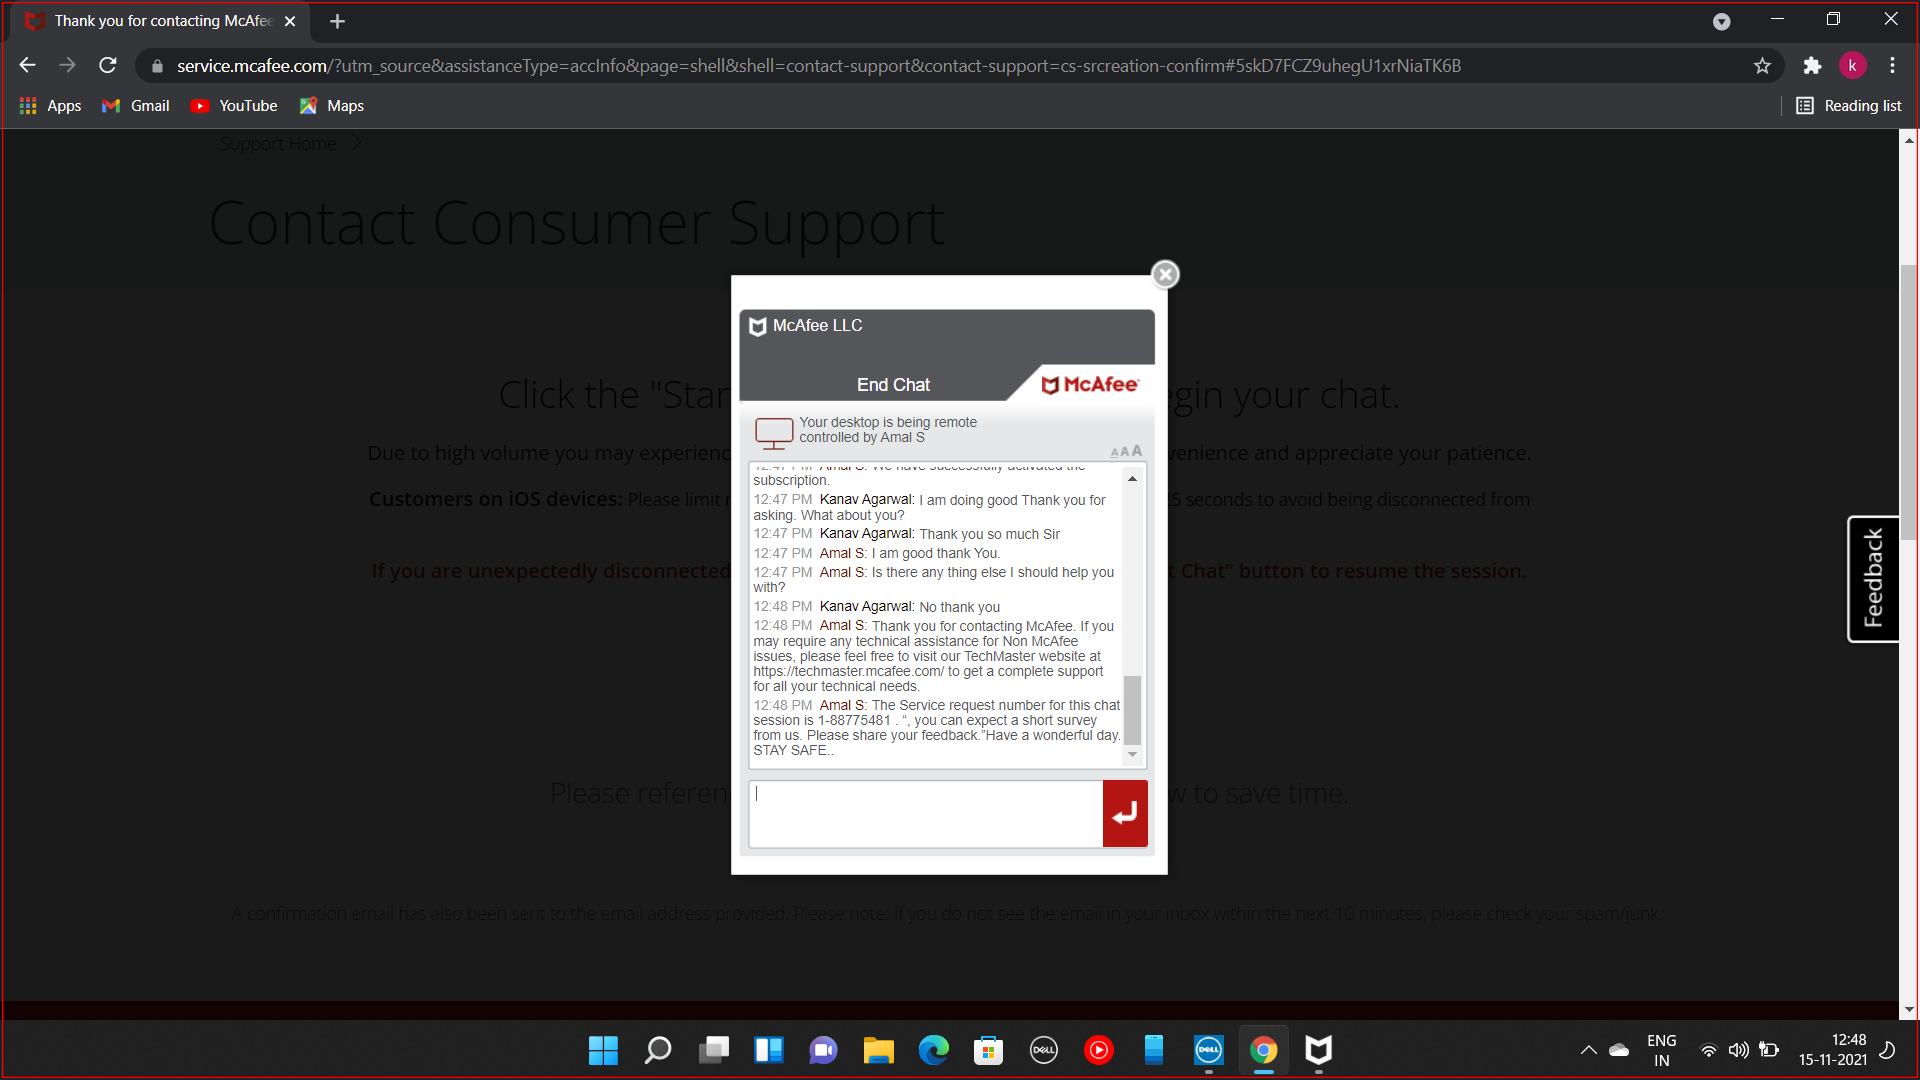 Thank you for contacting McAfee
service.mcafee.com/?utm_source&assistanceType=accInfo&page=shell&shell=contact-support&contact-support=cs-srcreation-confirm#5skD7FCZ9uhegU1xrNiaTK6B
k
Apps Gmail YouTube Maps Reading list
Support Home
Contact Consumer Support
McAfee LLC
End Chat McAfee
Click the "Star egin your chat.
Your desktop is being remote
controlled by Amal S
A A A
Due to high volume you may experienc venience and appreciate your patience.
12:47 PM Amal S: We have successfully activated the
subscription.
Customers on iOS devices: Please limit 5 seconds to avoid being disconnected from
12:47 PM Kanav Agarwal: I am doing good Thank you for
asking. What about you?
12:47 PM Kanav Agarwal: Thank you so much Sir
12:47 PM Amal S: I am good thank You.
12:47 PM Amal S: Is there any thing else I should help you
with?
If you are unexpectedly disconnected t Chat” button to resume the session.
Feedback
12:48 PM Kanav Agarwal: No thank you
12:48 PM Amal S: Thank you for contacting McAfee. If you
may require any technical assistance for Non McAfee
issues, please feel free to visit our TechMaster website at
https://techmaster.mcafee.com/ to get a complete support
for all your technical needs.
12:48 PM Amal S: The Service request number for this chat
session is 1-88775481 . “, you can expect a short survey
from us. Please share your feedback.”Have a wonderful day.
STAY SAFE..
Please referen w to save time.
A confirmation email has also been sent to the email address provided. Please note: if you do not see the email in your inbox within the next 10 minutes, please check your spam/junk.
DELL
DELL
ENG
IN
12:48
15-11-2021